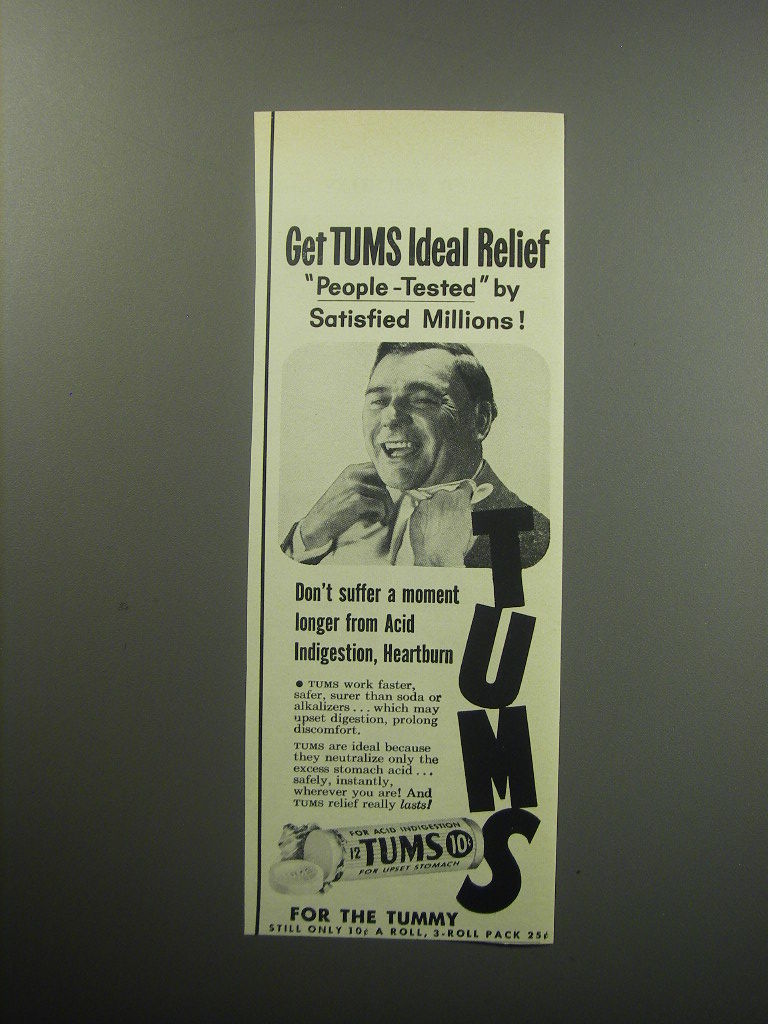 Get TUMS Ideal Relief
"People-Tested" by
Satisfied Millions!
Don't suffer a moment
longer from Acid
Indigestion, Heartburn
TUMS
• TUMS work faster,
safer, surer than soda or
alkalizers... which may
upset digestion, prolong
discomfort.
TUMS are ideal because
they neutralize only the
excess stomach acid...
safely, instantly,
wherever you are! And
TUMS relief really lasts!
FOR ACID INDIGESTION
12 TUMS 10¢
FOR UPSET STOMACH
FOR THE TUMMY
STILL ONLY 10¢ A ROLL, 3-ROLL PACK 25¢